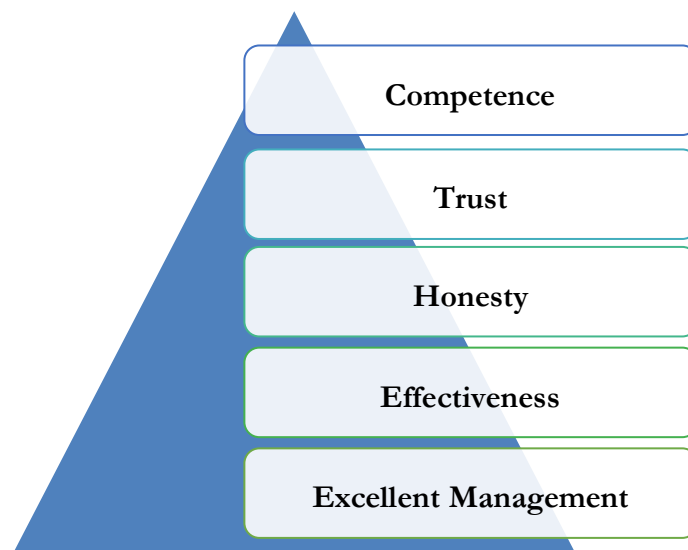 Competence
Trust
Honesty
Effectiveness
Excellent Management